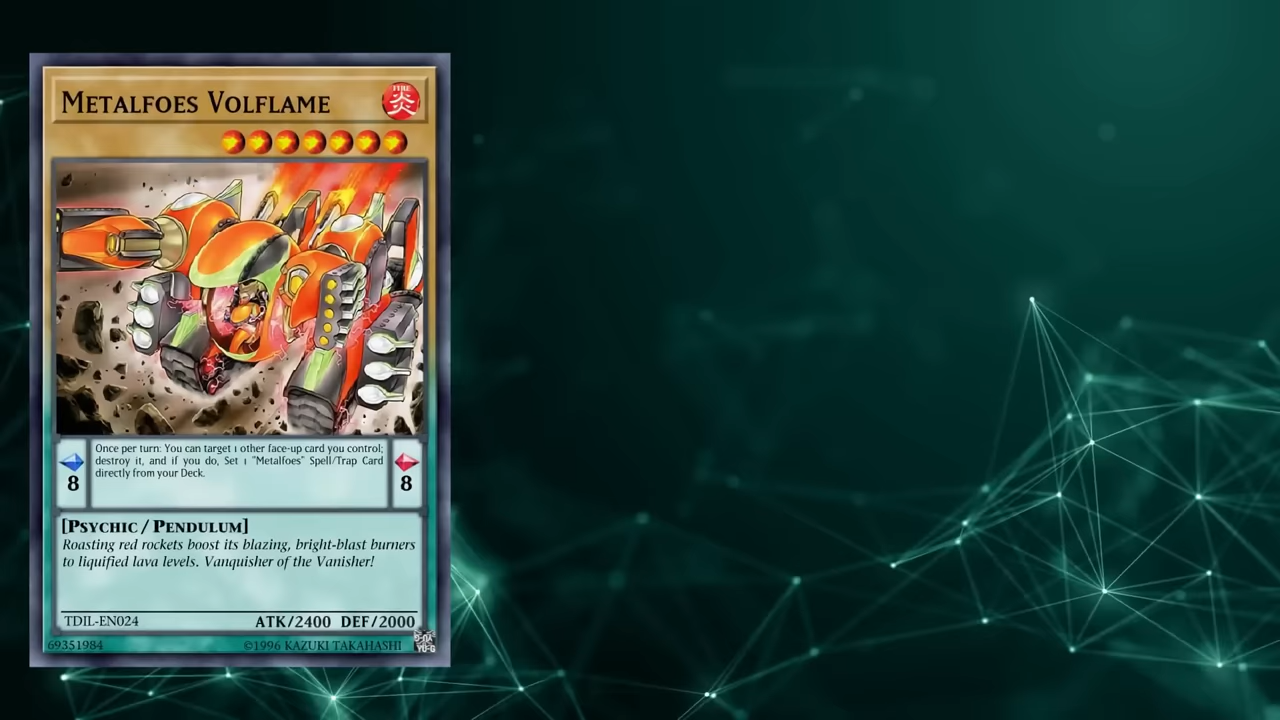 METALFOES VOLFLAME
FIRE
炎
Once per turn: You can target 1 other face-up card you control;
destroy it, and if you do, Set 1 "Metalfoes" Spell/Trap Card
directly from your Deck.
8
8
[PSYCHIC / PENDULUM]
Roasting red rockets boost its blazing, bright-blast burners
to liquified lava levels. Vanquisher of the Vanisher!
TDIL-EN024
ATK/2400 DEF/2000
69351984
©1996 KAZUKI TAKAHASHI